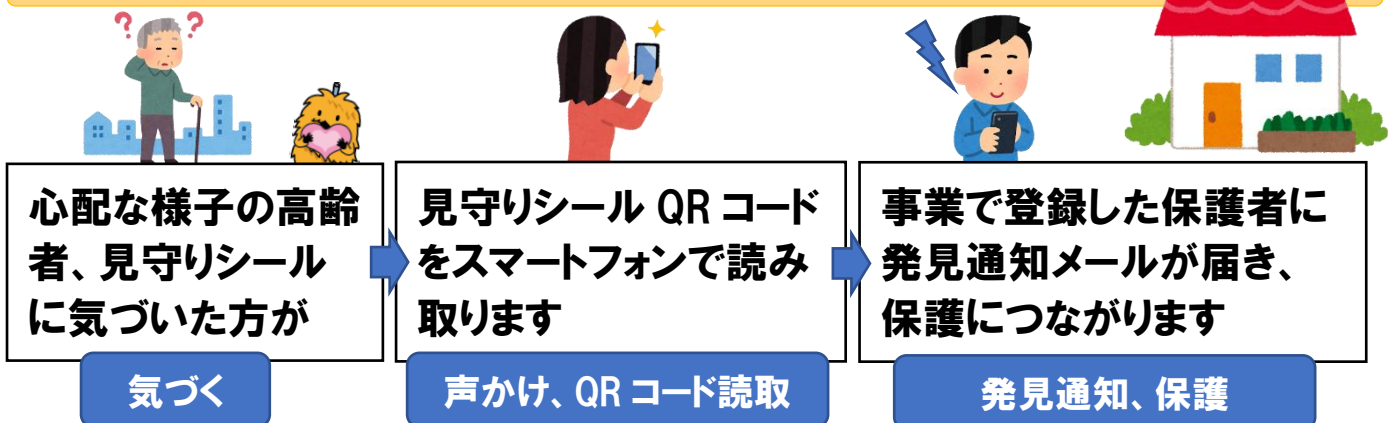 ??
心配な様子の高齢
者、見守りシール
に気づいた方が
見守りシール QR コード
をスマートフォンで読み
取ります
事業で登録した保護者に
発見通知メールが届き、
保護につながります
気づく
声かけ、QR コード読取
発見通知、保護